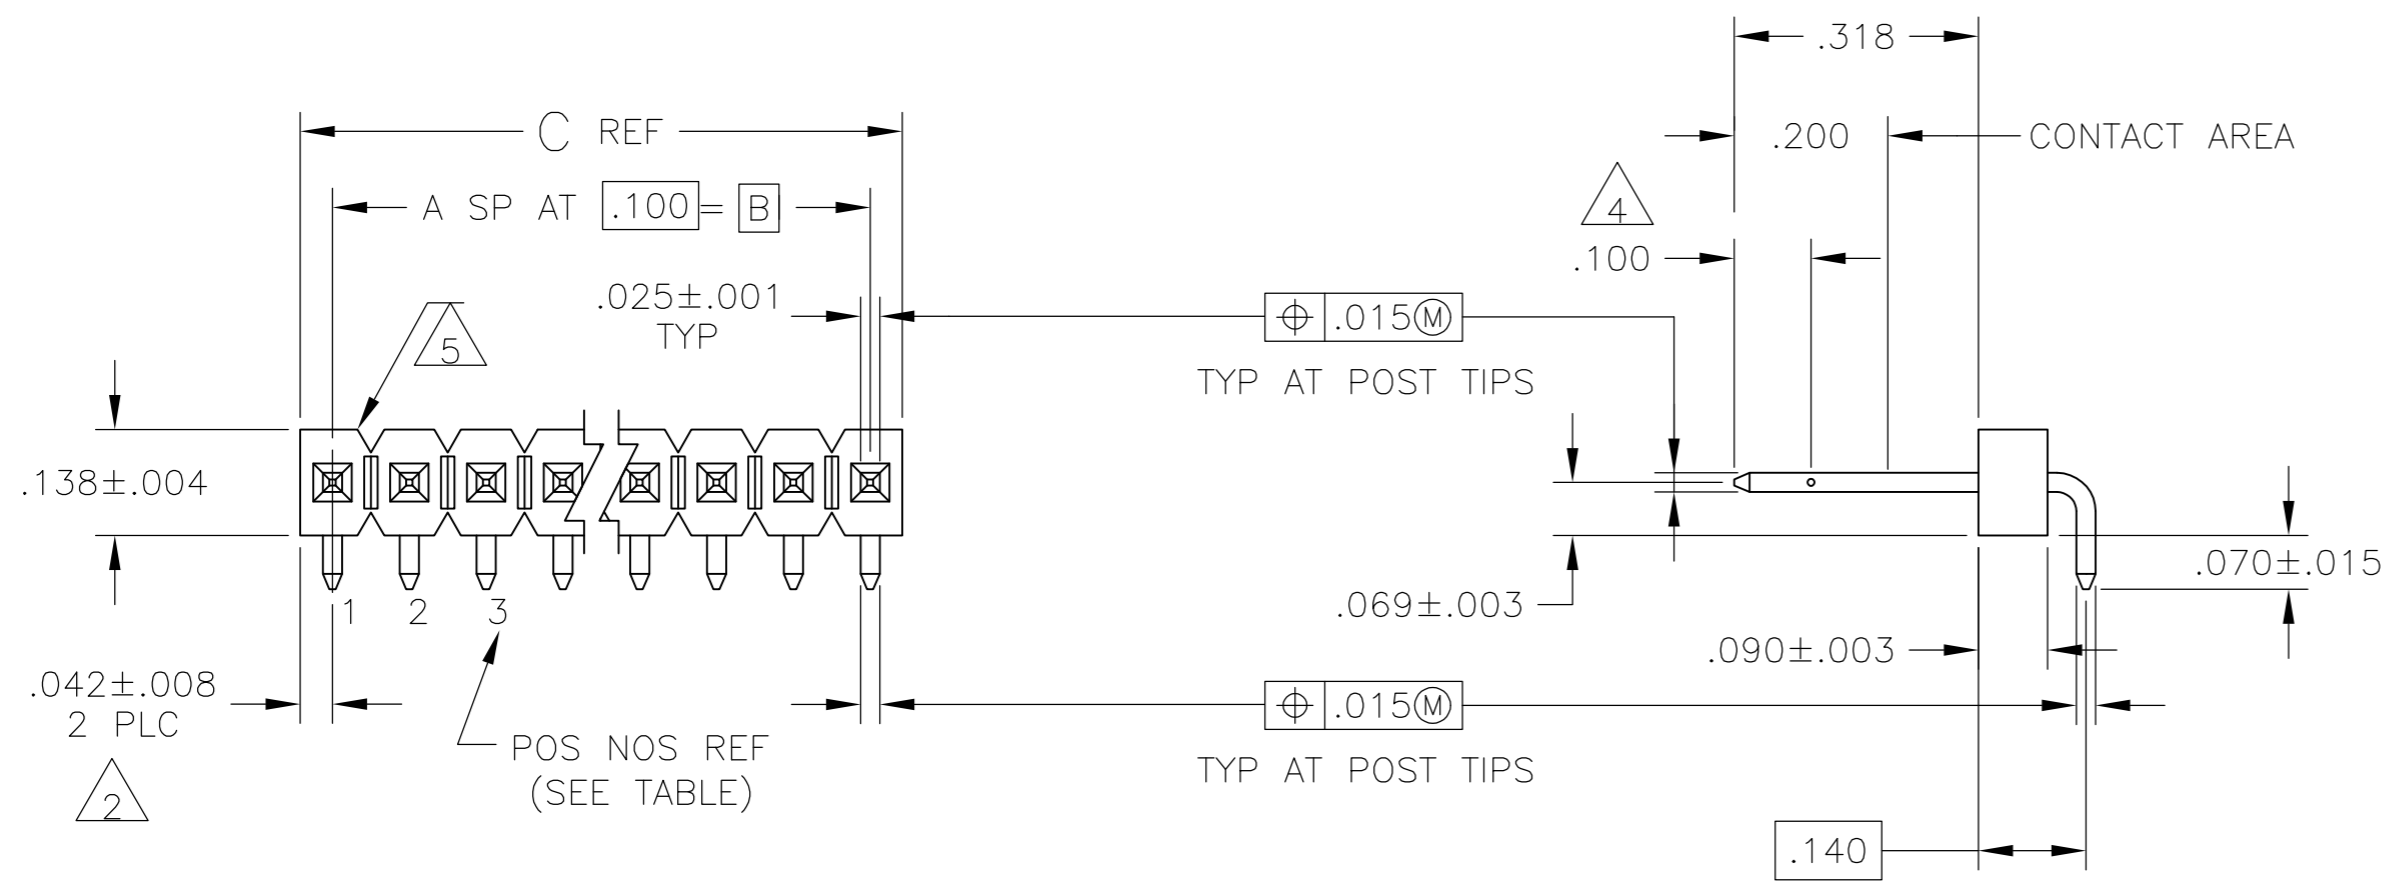 .318
C REF
.200
CONTACT AREA
A SP AT .100 = B
4
.100
.025±.001
TYP
5
⌖ .015Ⓜ
TYP AT POST TIPS
.138±.004
.070±.015
.069±.003
1 2 3
.090±.003
.042±.008
2 PLC
2
⌖ .015Ⓜ
POS NOS REF
(SEE TABLE)
TYP AT POST TIPS
.140